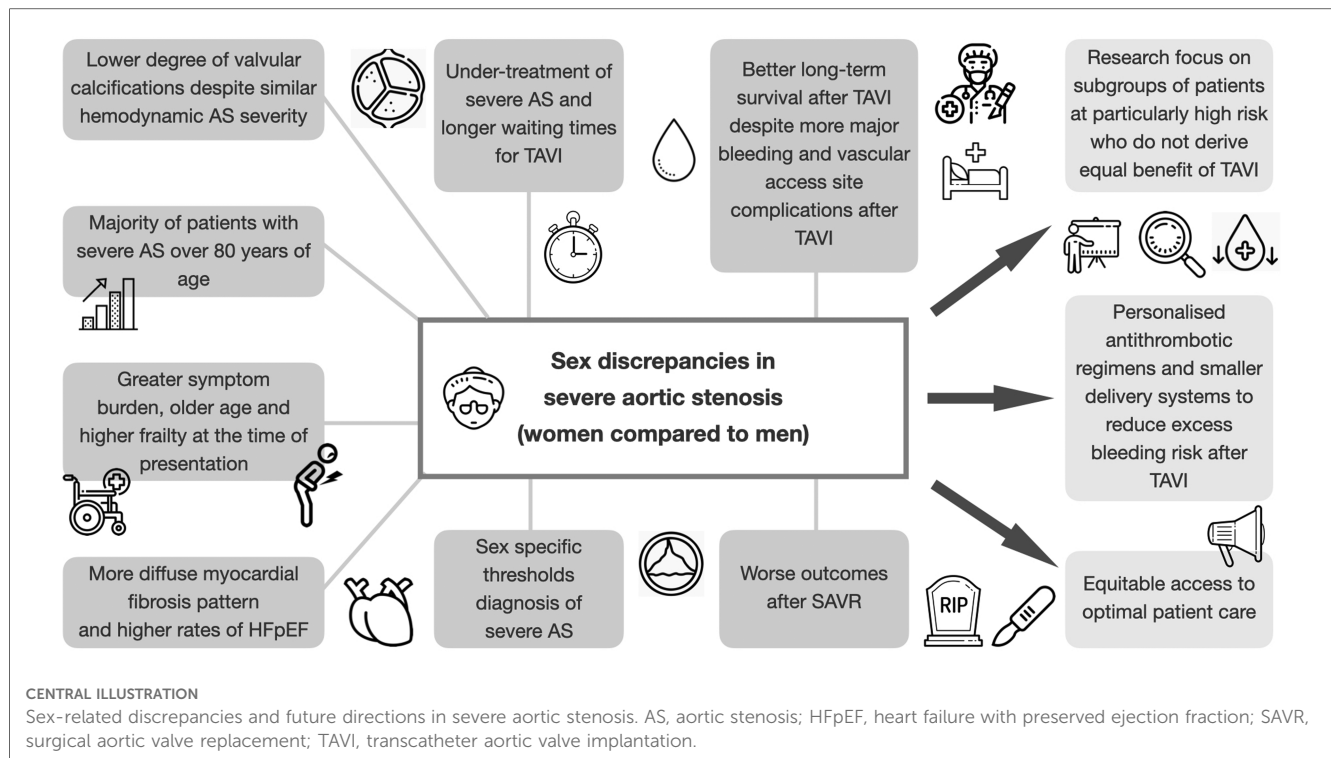 Lower degree of valvular
calcifications despite similar
hemodynamic AS severity
Under-treatment of
severe AS and
longer waiting times
for TAVI
Better long-term
survival after TAVI
despite more major
bleeding and vascular
access site
complications after
TAVI
Research focus on
subgroups of patients
at particularly high risk
who do not derive
equal benefit of TAVI
Majority of patients with
severe AS over 80 years of
age
Greater symptom
burden, older age and
higher frailty at the time of
presentation
Sex discrepancies in
severe aortic stenosis
(women compared to men)
Personalised
antithrombotic
regimens and smaller
delivery systems to
reduce excess
bleeding risk after
TAVI
More diffuse myocardial
fibrosis pattern
and higher rates of HFpEF
Sex specific
thresholds
diagnosis of
severe AS
Worse outcomes
after SAVR
RIP
Equitable access to
optimal patient care
CENTRAL ILLUSTRATION
Sex-related discrepancies and future directions in severe aortic stenosis. AS, aortic stenosis; HFpEF, heart failure with preserved ejection fraction; SAVR,
surgical aortic valve replacement; TAVI, transcatheter aortic valve implantation.